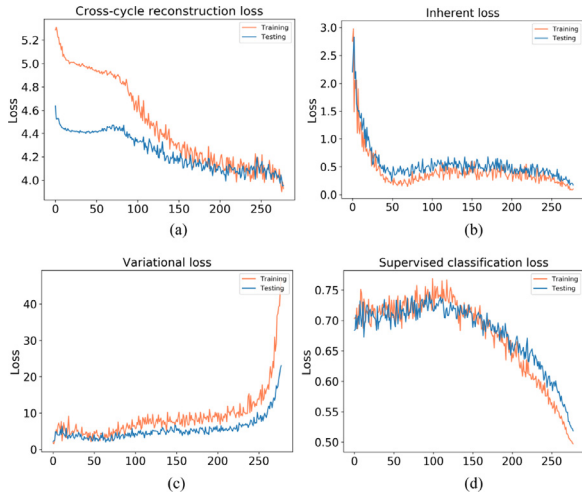 Cross-cycle reconstruction loss
Training
Testing
Loss
5.2
5.0
4.8
4.6
4.4
4.2
4.0
0 50 100 150 200 250
(a)
Inherent loss
Training
Testing
Loss
3.0
2.5
2.0
1.5
1.0
0.5
0.0
0 50 100 150 200 250
(b)
Variational loss
Training
Testing
Loss
40
30
20
10
0
0 50 100 150 200 250
(c)
Supervised classification loss
Training
Testing
Loss
0.75
0.70
0.65
0.60
0.55
0.50
0 50 100 150 200 250
(d)